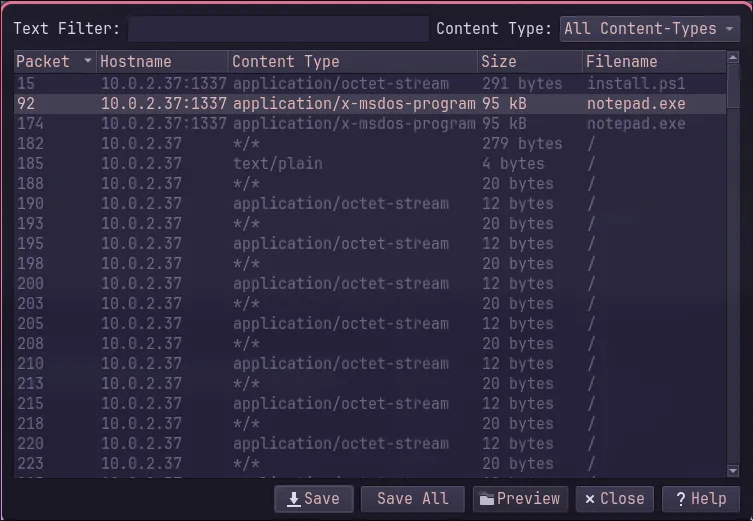 Text Filter: Content Type: All Content-Types
Packet Hostname Content Type Size Filename
15 10.0.2.37:1337 application/octet-stream 291 bytes install.ps1
92 10.0.2.37:1337 application/x-msdos-program 95 kB notepad.exe
174 10.0.2.37:1337 application/x-msdos-program 95 kB notepad.exe
182 10.0.2.37 */* 279 bytes /
185 10.0.2.37 text/plain 4 bytes /
188 10.0.2.37 */* 20 bytes /
190 10.0.2.37 application/octet-stream 12 bytes /
193 10.0.2.37 */* 20 bytes /
195 10.0.2.37 application/octet-stream 12 bytes /
198 10.0.2.37 */* 20 bytes /
200 10.0.2.37 application/octet-stream 12 bytes /
203 10.0.2.37 */* 20 bytes /
205 10.0.2.37 application/octet-stream 12 bytes /
208 10.0.2.37 */* 20 bytes /
210 10.0.2.37 application/octet-stream 12 bytes /
213 10.0.2.37 */* 20 bytes /
215 10.0.2.37 application/octet-stream 12 bytes /
218 10.0.2.37 */* 20 bytes /
220 10.0.2.37 application/octet-stream 12 bytes /
223 10.0.2.37 */* 20 bytes /
Save Save All Preview Close Help